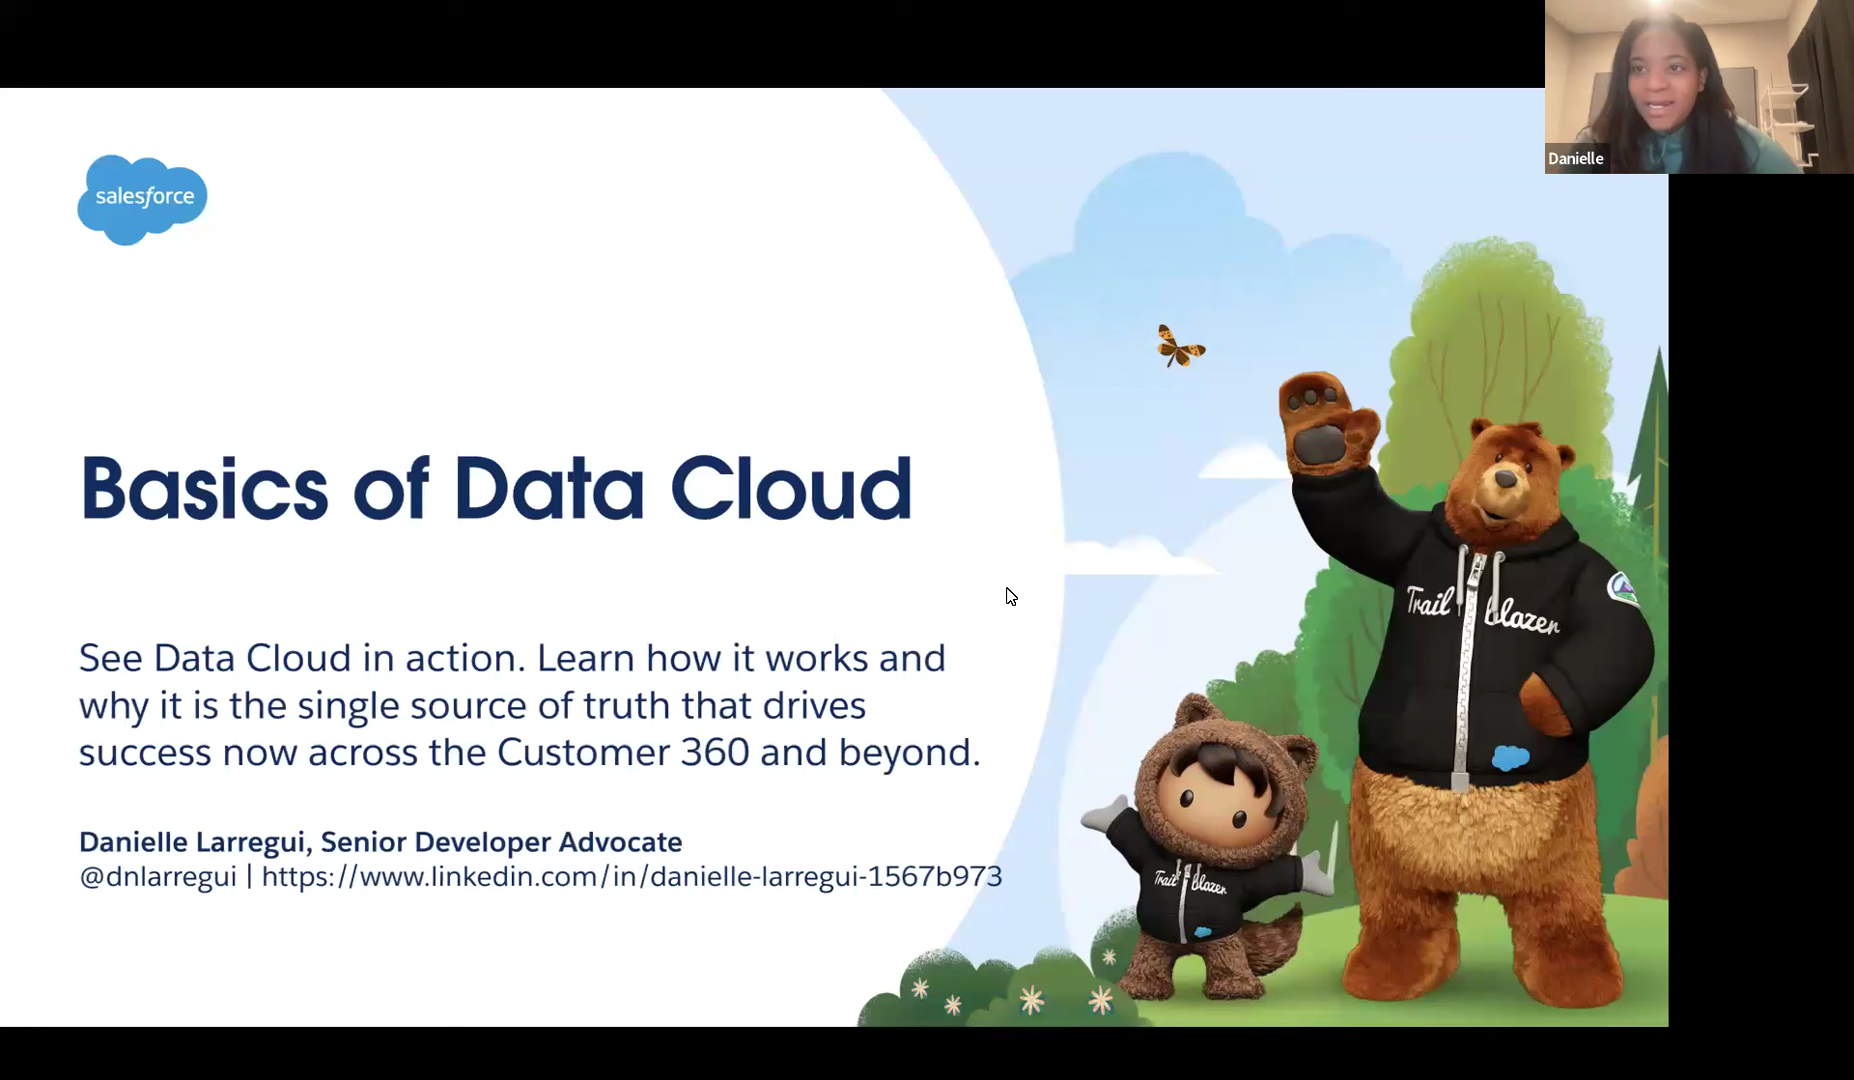 Danielle
salesforce
Basics of Data Cloud
See Data Cloud in action. Learn how it works and
why it is the single source of truth that drives
success now across the Customer 360 and beyond.
Danielle Larregui, Senior Developer Advocate
@dnlarregui | https://www.linkedin.com/in/danielle-larregui-1567b973
Trail blazer
Trail blazer